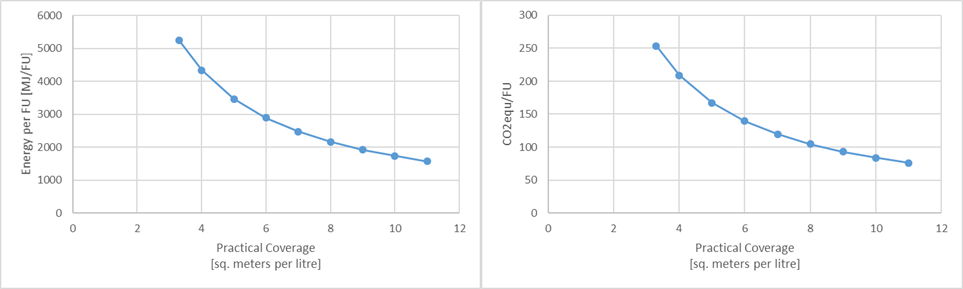 6000
5000
4000
3000
2000
1000
0
Energy per FU [MJ/FU]
0 2 4 6 8 10 12
Practical Coverage
[sq. meters per litre]
300
250
200
150
100
50
0
CO2equ/FU
0 2 4 6 8 10 12
Practical Coverage
[sq. meters per litre]